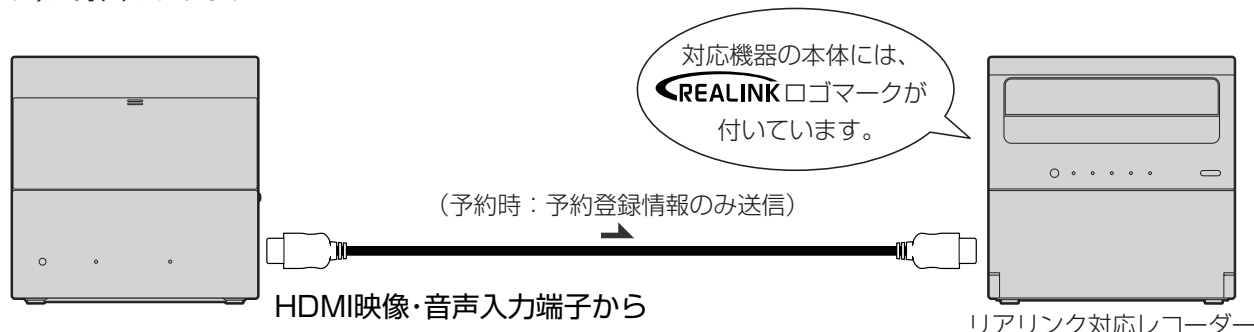 対応機器の本体には、
REALINKロゴマークが
付いています。
（予約時：予約登録情報のみ送信）
HDMI映像・音声入力端子から
リアリンク対応レコーダー